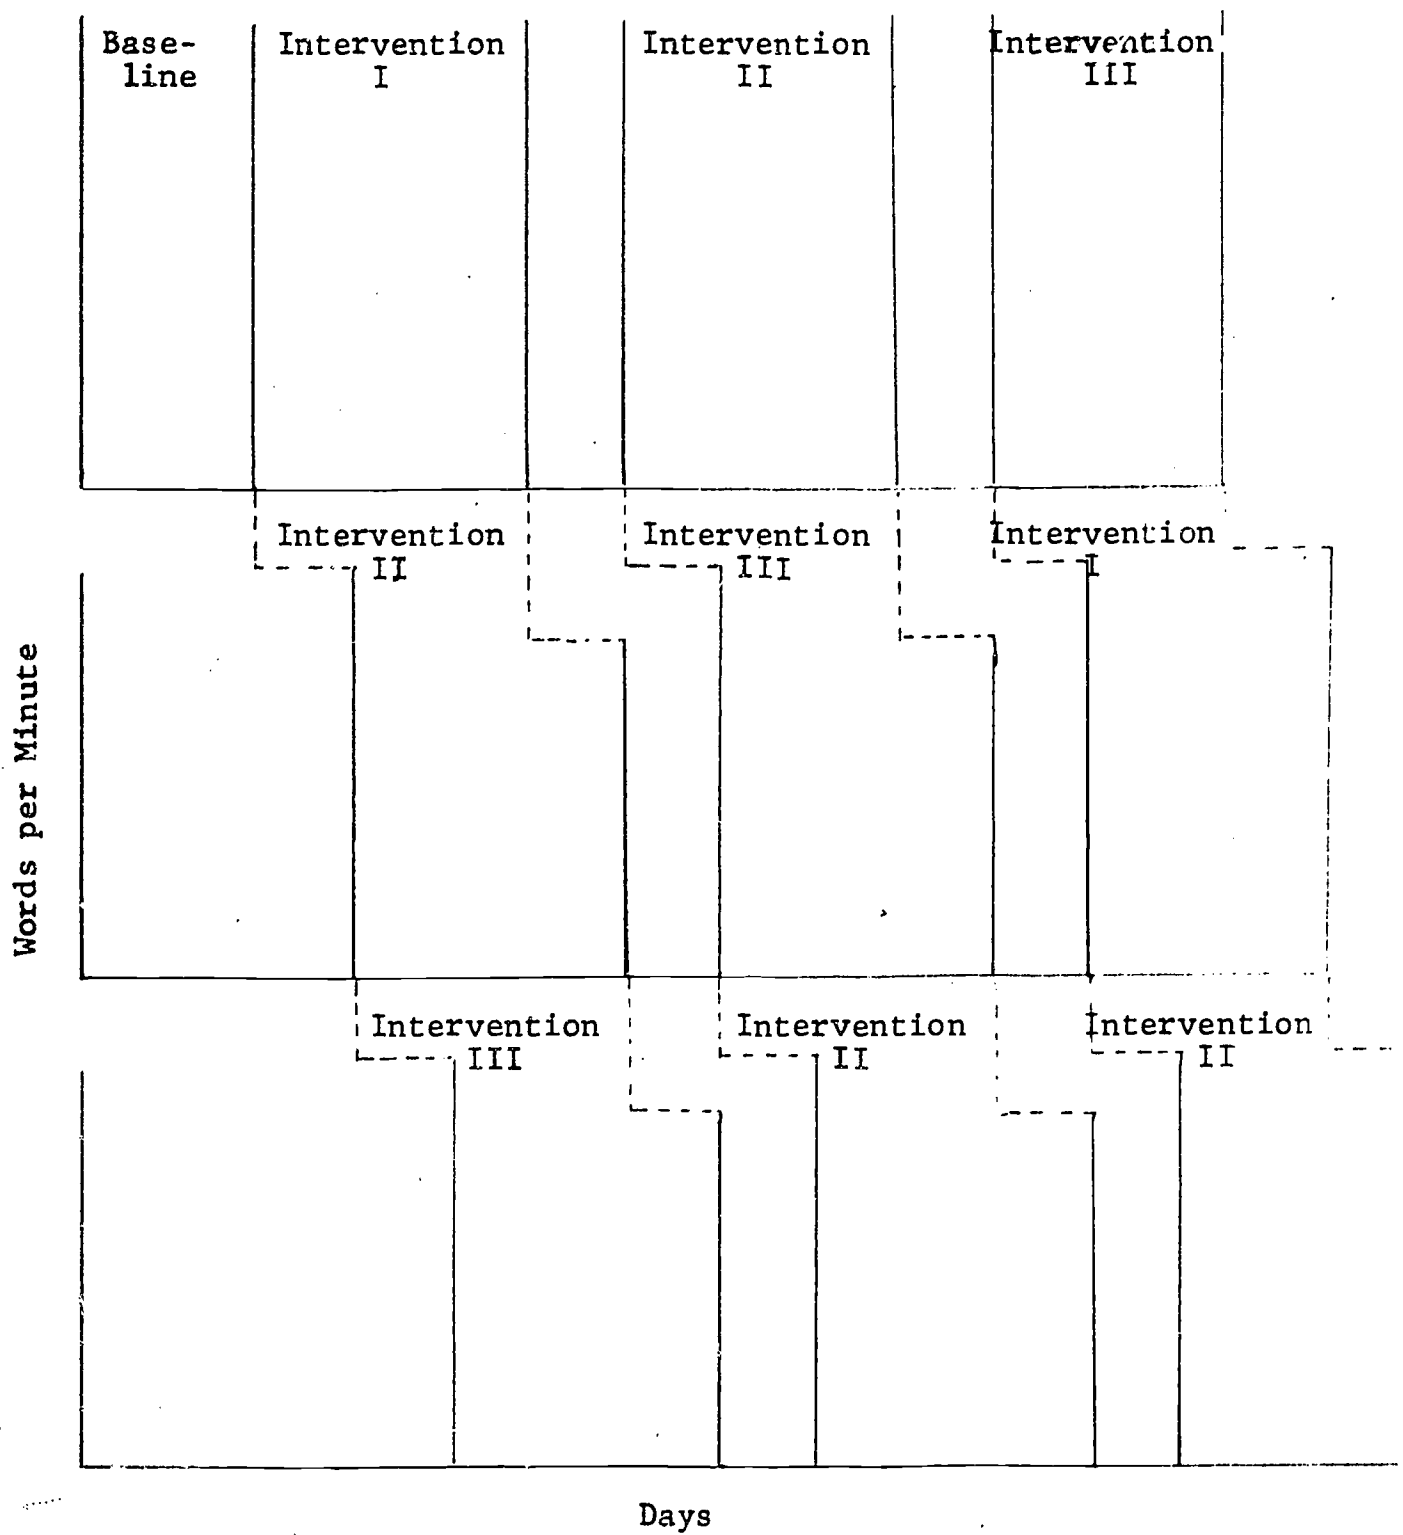 Base-
line
Intervention
I
Intervention
II
Intervention
III
Intervention
II
Intervention
III
Intervention
I
Words per Minute
Intervention
III
Intervention
II
Intervention
II
Days